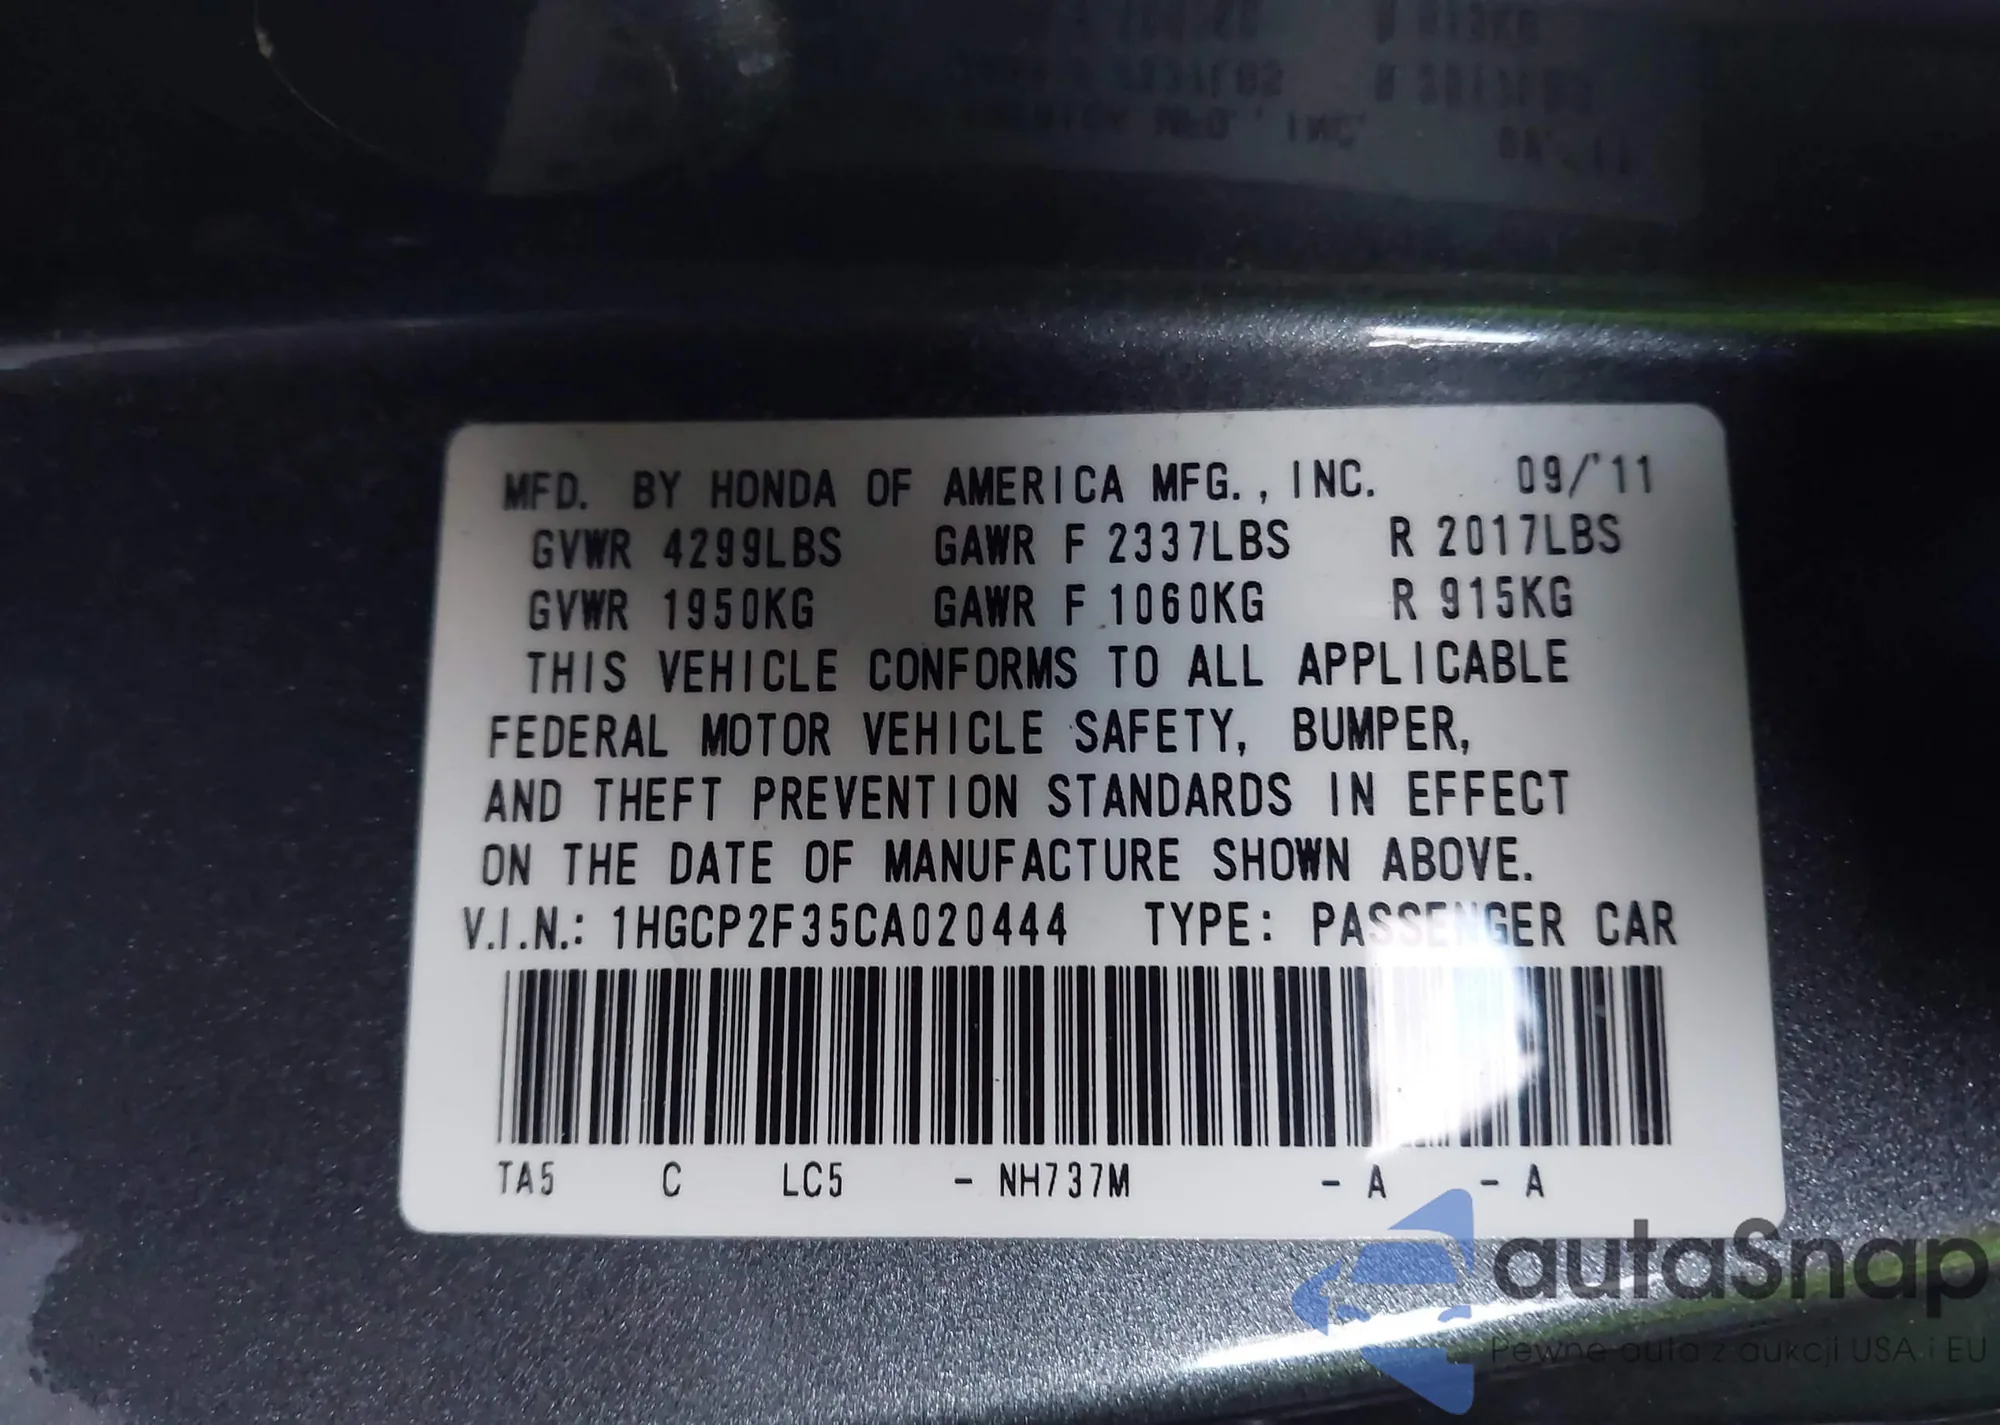 MFD. BY HONDA OF AMERICA MFG., INC. 09/'11
GVWR 4299LBS GAWR F 2337LBS R 2017LBS
GVWR 1950KG GAWR F 1060KG R 915KG
THIS VEHICLE CONFORMS TO ALL APPLICABLE
FEDERAL MOTOR VEHICLE SAFETY, BUMPER,
AND THEFT PREVENTION STANDARDS IN EFFECT
ON THE DATE OF MANUFACTURE SHOWN ABOVE.
V.I.N.: 1HGCP2F35CA020444 TYPE: PASSENGER CAR
TA5 C LC5 - NH737M - A - A
autaSnap
Pewne auta z aukcji USA i EU